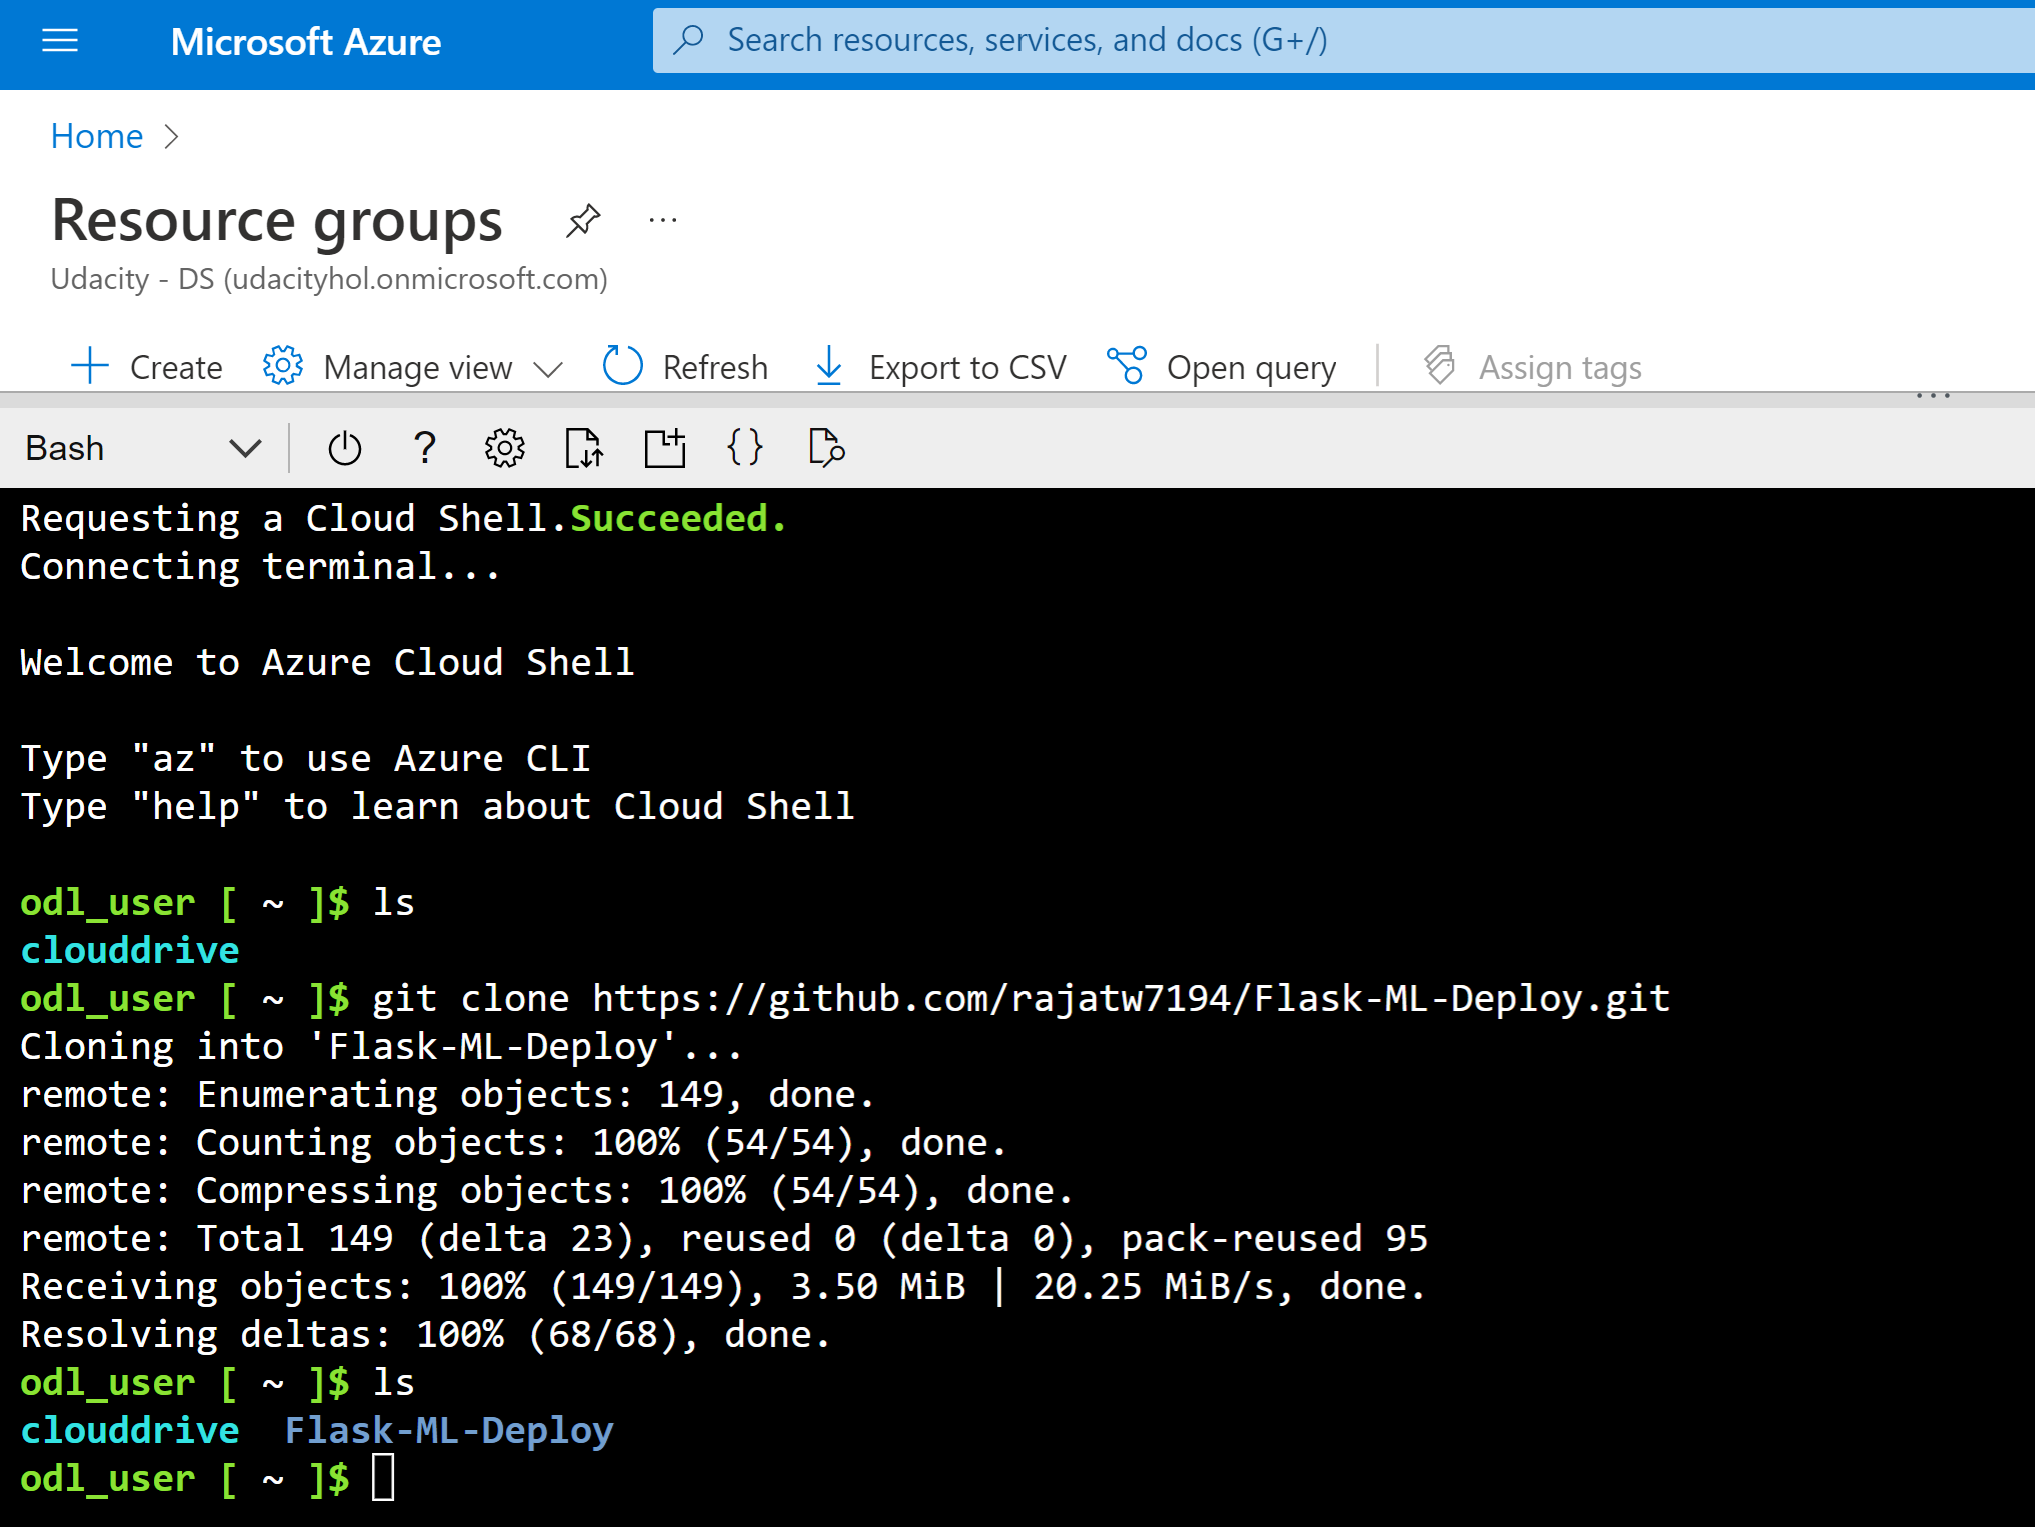 Microsoft Azure
Search resources, services, and docs (G+/)
Home
Resource groups
Udacity - DS (udacityhol.onmicrosoft.com)
Create Manage view Refresh Export to CSV Open query Assign tags
Bash
Requesting a Cloud Shell.Succeeded.
Connecting terminal...
Welcome to Azure Cloud Shell
Type "az" to use Azure CLI
Type "help" to learn about Cloud Shell
odl_user [ ~ ]$ ls
clouddrive
odl_user [ ~ ]$ git clone https://github.com/rajatw7194/Flask-ML-Deploy.git
Cloning into 'Flask-ML-Deploy'...
remote: Enumerating objects: 149, done.
remote: Counting objects: 100% (54/54), done.
remote: Compressing objects: 100% (54/54), done.
remote: Total 149 (delta 23), reused 0 (delta 0), pack-reused 95
Receiving objects: 100% (149/149), 3.50 MiB | 20.25 MiB/s, done.
Resolving deltas: 100% (68/68), done.
odl_user [ ~ ]$ ls
clouddrive  Flask-ML-Deploy
odl_user [ ~ ]$